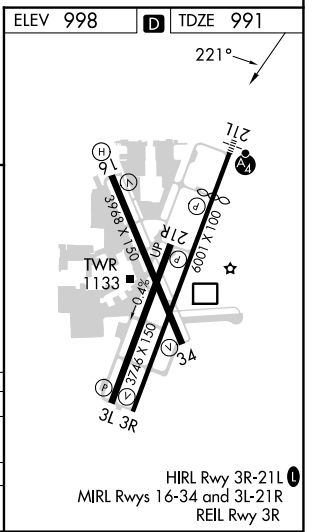 ELEV 998 D TDZE 991
221°
21L
A4
H
16
V
3968 X 150
P
21R
UP
P
6001 X 100
TWR
1133
0.4%
3746 X 150
V
34
P
V
3L 3R
HIRL Rwy 3R-21L L
MIRL Rwys 16-34 and 3L-21R
REIL Rwy 3R